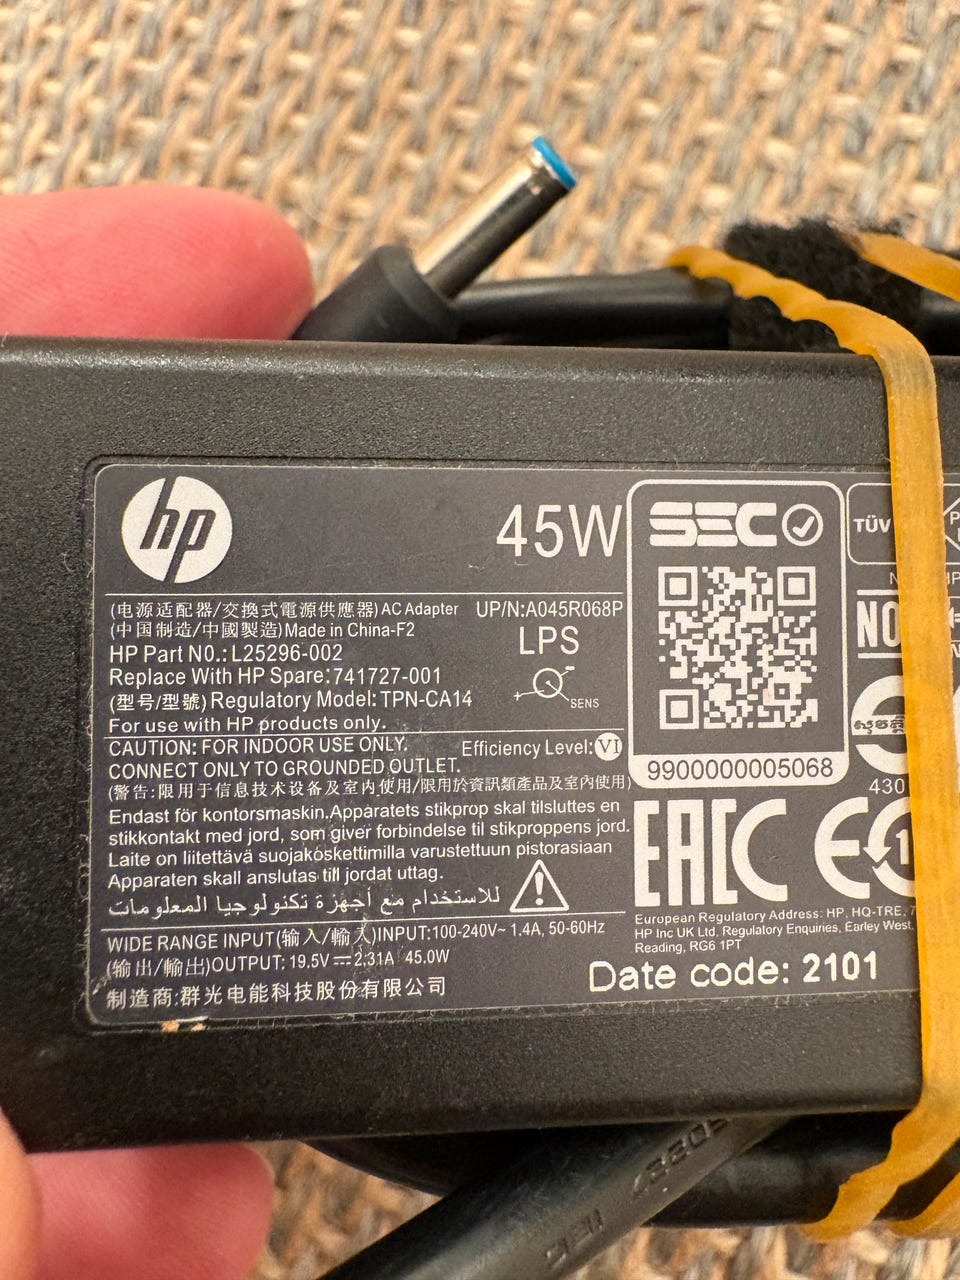 hp
45W
(电源适配器/交換式電源供應器) AC Adapter
UP/N:A045R068P
(中国制造/中國製造) Made in China-F2
LPS
HP Part N0.: L25296-002
Replace With HP Spare:741727-001
(型号/型號) Regulatory Model: TPN-CA14
SENS
For use with HP products only.
CAUTION: FOR INDOOR USE ONLY.
Efficiency Level: VI
CONNECT ONLY TO GROUNDED OUTLET.
(警告:限用于信息技术设备及室内使用/限用於資訊類產品及室內使用)
Endast för kontorsmaskin.Apparatets stikprop skal tilsluttes en
stikkontakt med jord, som giver forbindelse til stikproppens jord.
Laite on liitettävä suojakoskettimilla varustettuun pistorasiaan
Apparaten skall anslutas till jordat uttag.
للاستخدام مع أجهزة تكنولوجيا المعلومات
WIDE RANGE INPUT(输入/輸入)INPUT:100-240V~ 1.4A, 50-60Hz
(输出/輸出)OUTPUT: 19.5V⎓2.31A 45.0W
制造商:群光电能科技股份有限公司
SEC
9900000005068
TÜV
NO
430
EAC CE
European Regulatory Address: HP, HQ-TRE, 7
HP Inc UK Ltd, Regulatory Enquiries, Earley West,
Reading, RG6 1PT
Date code: 2101